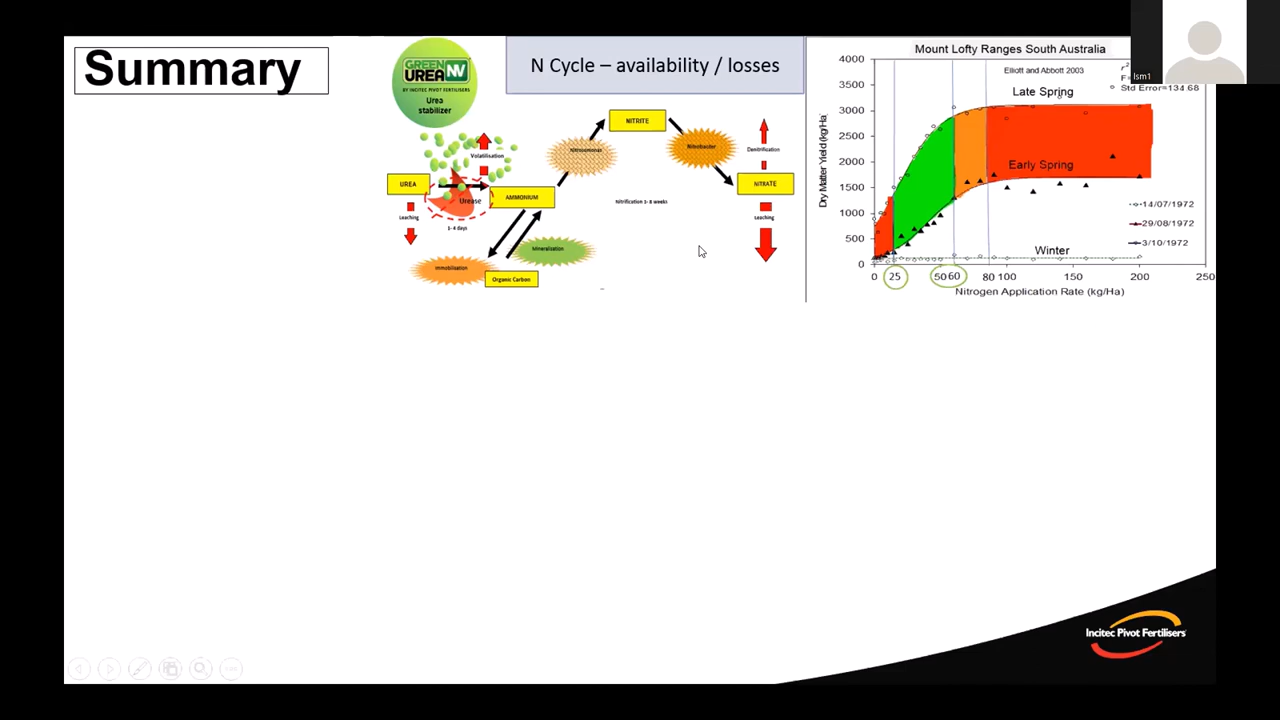 Summary
GREEN
UREA NV
BY INCITEC PIVOT FERTILISERS
Urea
stabilizer
N Cycle – availability / losses
NITRITE
Nitrosomonas
Nitrobacter
Volatilisation
Denitrification
UREA
Urease
AMMONIUM
NITRATE
Leaching
1- 4 days
Nitrification 1- 8 weeks
Leaching
Mineralisation
Immobilisation
Organic Carbon
Mount Lofty Ranges South Australia
Elliott and Abbott 2003
r²
F=
Std Error=134.68
Late Spring
Early Spring
Winter
14/07/1972
29/08/1972
3/10/1972
Dry Matter Yield (kg/Ha)
4000
3500
3000
2500
2000
1500
1000
500
0
0 25 50 60 80 100 150 200 250
Nitrogen Application Rate (kg/Ha)
lsm1
Incitec Pivot Fertilisers